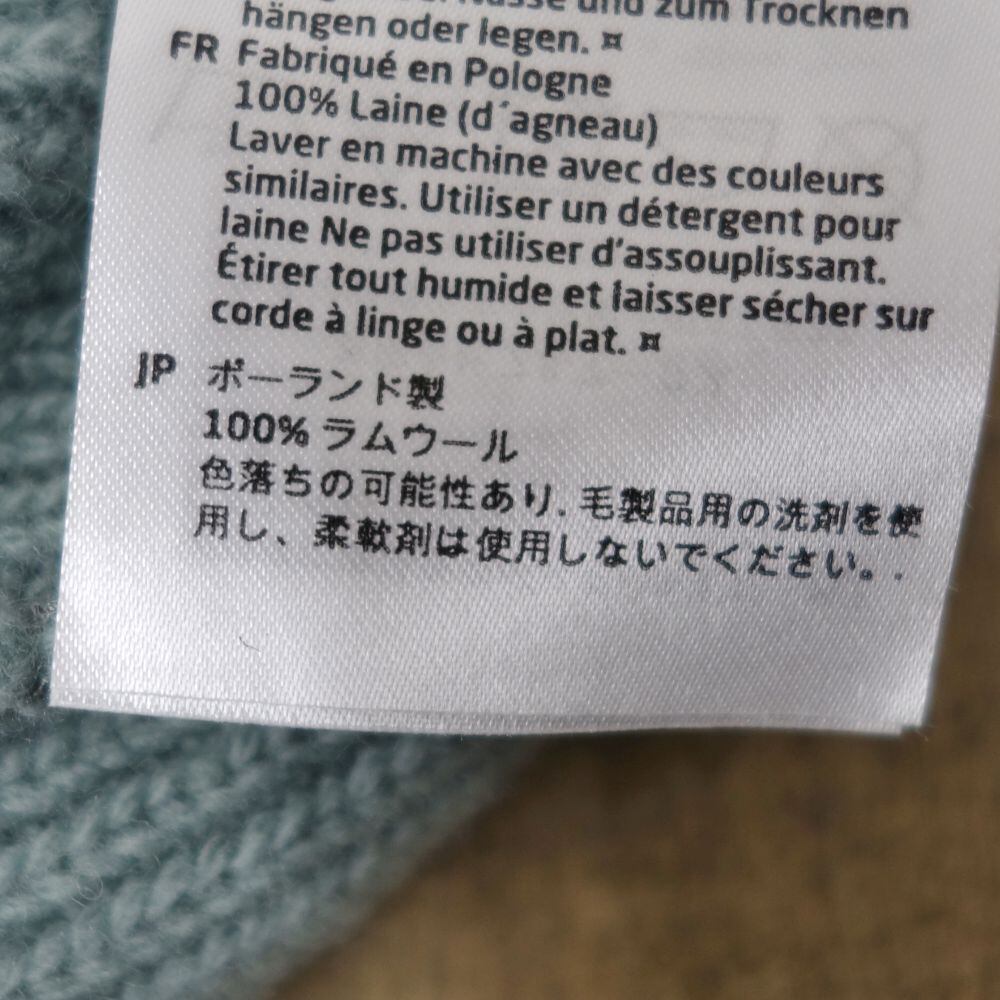 Nässe und zum Trocknen
hängen oder legen. ¤
FR Fabriqué en Pologne
100% Laine (d´agneau)
Laver en machine avec des couleurs
similaires. Utiliser un détergent pour
laine Ne pas utiliser d'assouplissant.
Étirer tout humide et laisser sécher sur
corde à linge ou à plat. ¤
JP ポーランド製
100% ラムウール
色落ちの可能性あり. 毛製品用の洗剤を使
用し、柔軟剤は使用しないでください。.